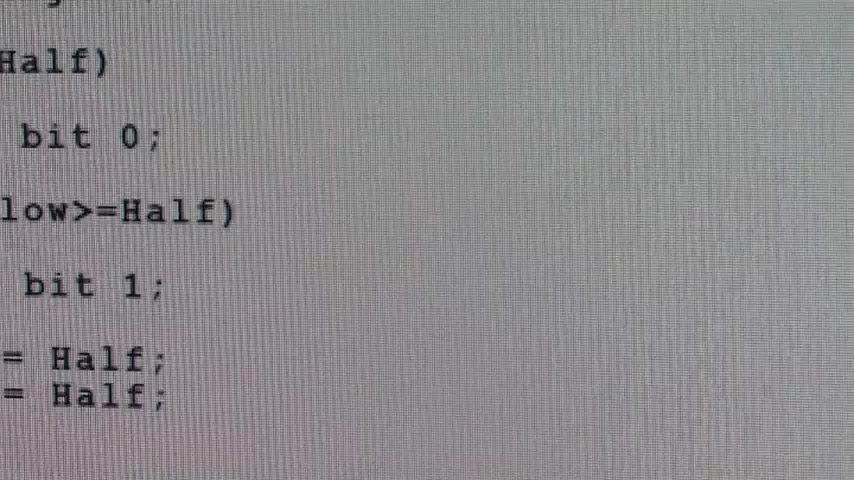 Half)
bit 0;
low>=Half)
bit 1;
= Half;
= Half;